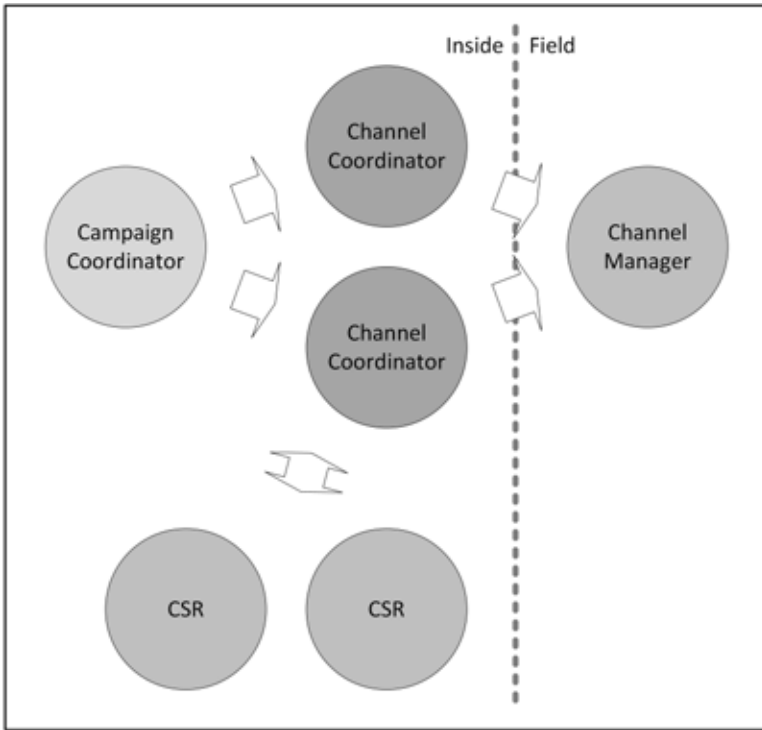 Inside
Field
Channel
Coordinator
Campaign
Coordinator
Channel
Manager
Channel
Coordinator
CSR
CSR